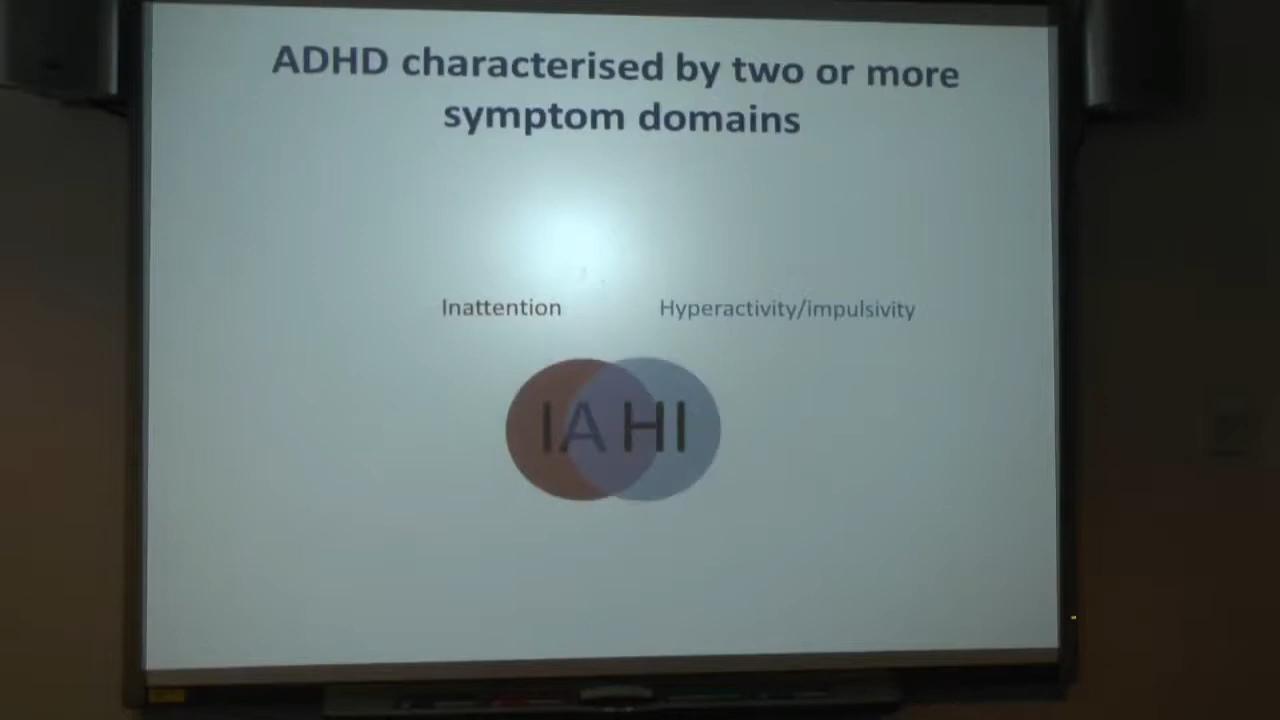 ADHD characterised by two or more
symptom domains
Inattention Hyperactivity/impulsivity
IA HI